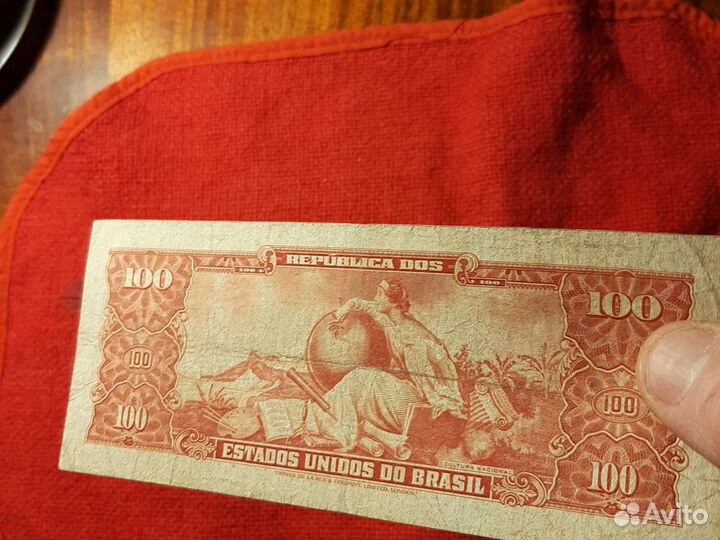 REPÚBLICA DOS
100 100
100 100
100 100
100 100
CULTURA NACIONAL
ESTADOS UNIDOS DO BRASIL
THOMAS DE LA RUE & COMPANY, LIMITED, LONDON
Avito